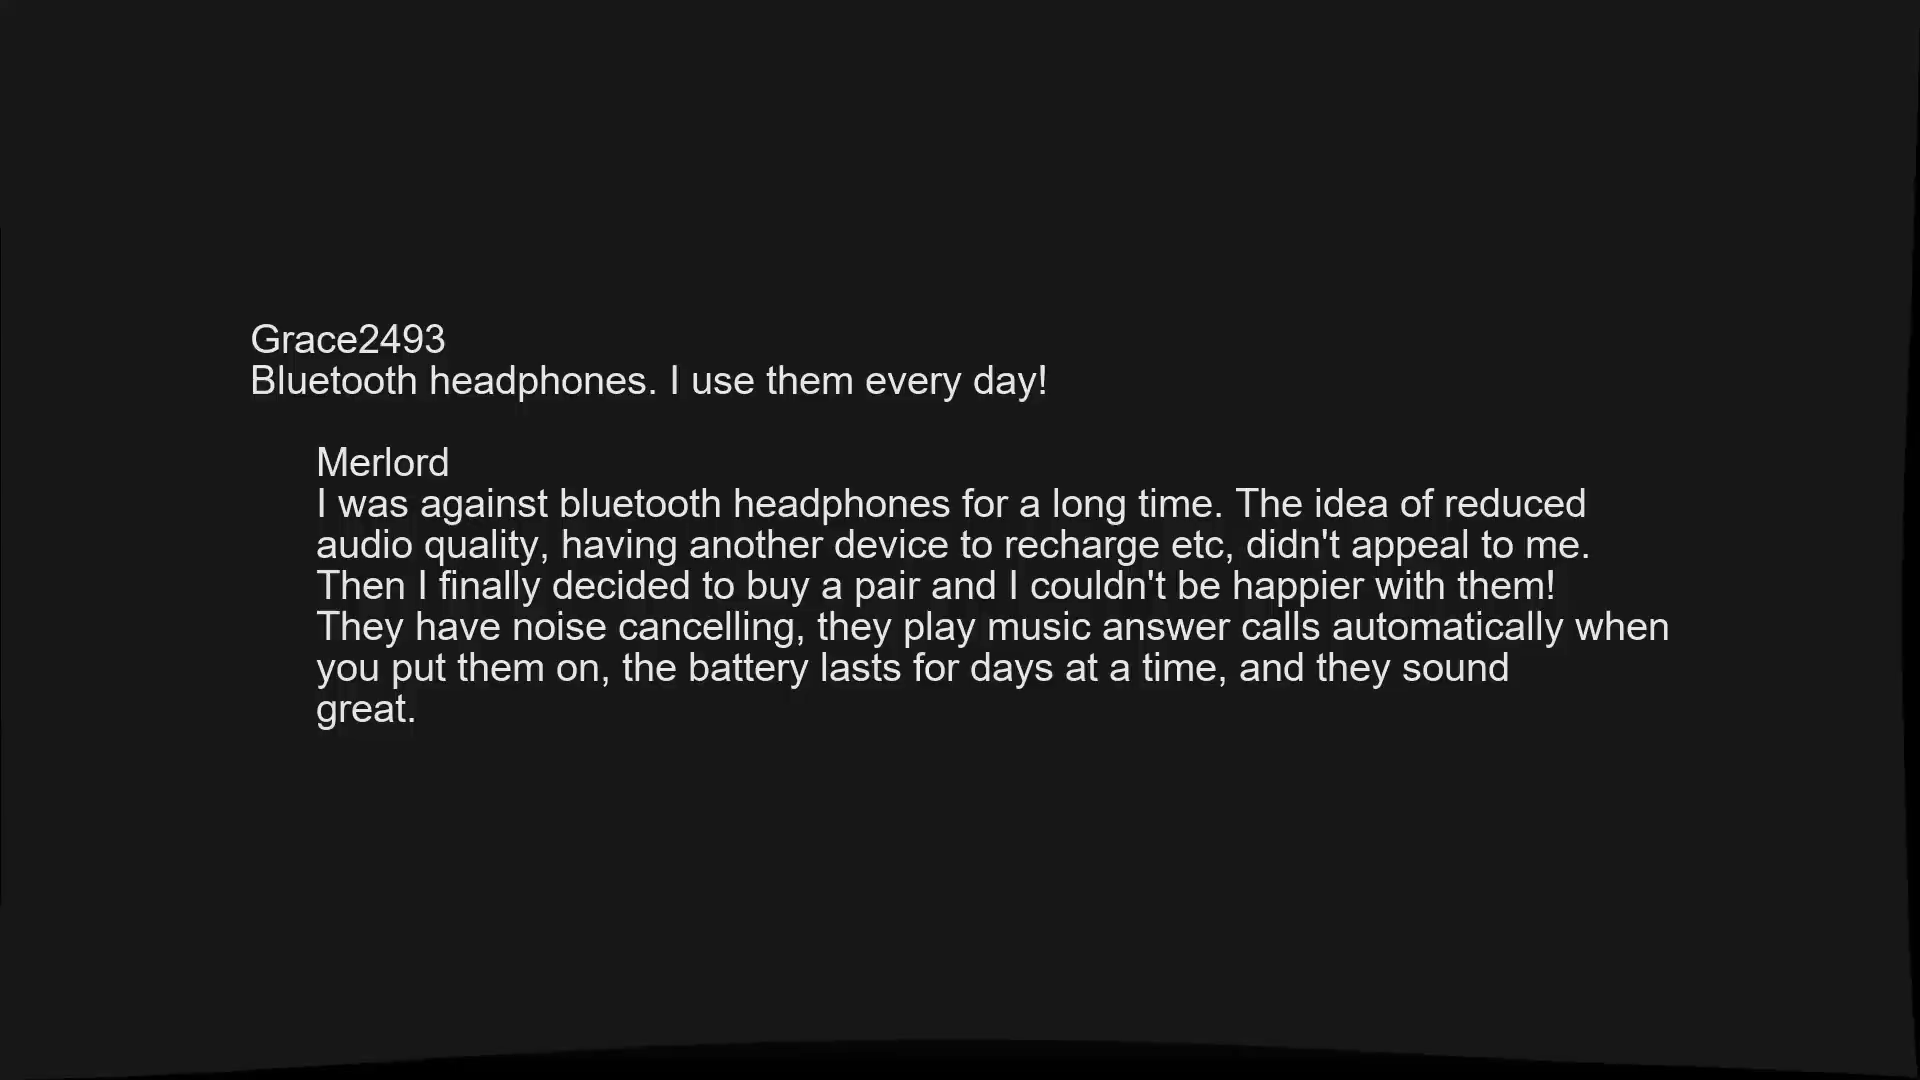 Grace2493
Bluetooth headphones. I use them every day!
Merlord
I was against bluetooth headphones for a long time. The idea of reduced
audio quality, having another device to recharge etc, didn't appeal to me.
Then I finally decided to buy a pair and I couldn't be happier with them!
They have noise cancelling, they play music answer calls automatically when
you put them on, the battery lasts for days at a time, and they sound
great.